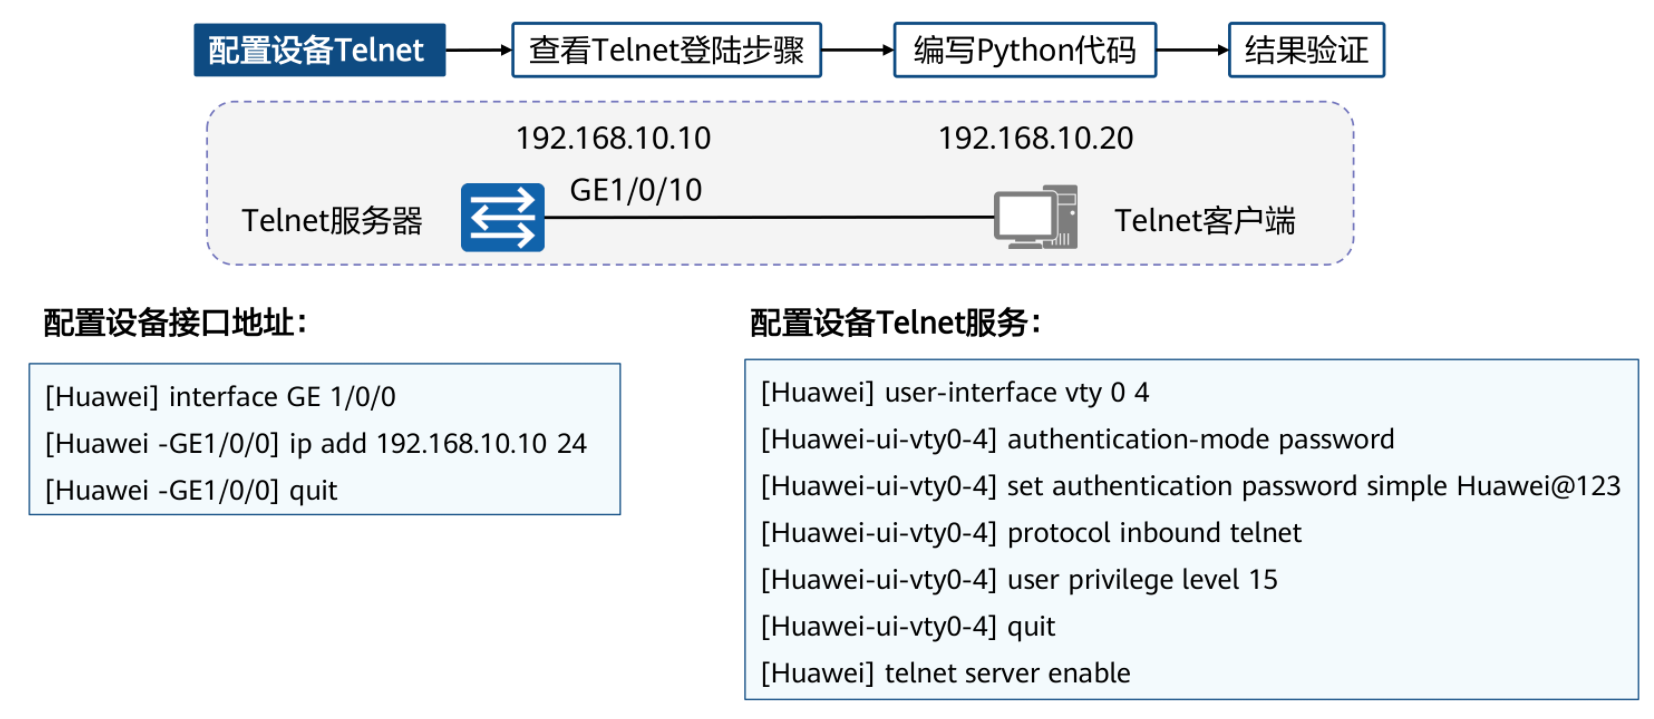 配置设备Telnet
查看Telnet登陆步骤
编写Python代码
结果验证
192.168.10.10
192.168.10.20
GE1/0/10
Telnet服务器
Telnet客户端
配置设备接口地址：
[Huawei] interface GE 1/0/0
[Huawei -GE1/0/0] ip add 192.168.10.10 24
[Huawei -GE1/0/0] quit
配置设备Telnet服务：
[Huawei] user-interface vty 0 4
[Huawei-ui-vty0-4] authentication-mode password
[Huawei-ui-vty0-4] set authentication password simple Huawei@123
[Huawei-ui-vty0-4] protocol inbound telnet
[Huawei-ui-vty0-4] user privilege level 15
[Huawei-ui-vty0-4] quit
[Huawei] telnet server enable